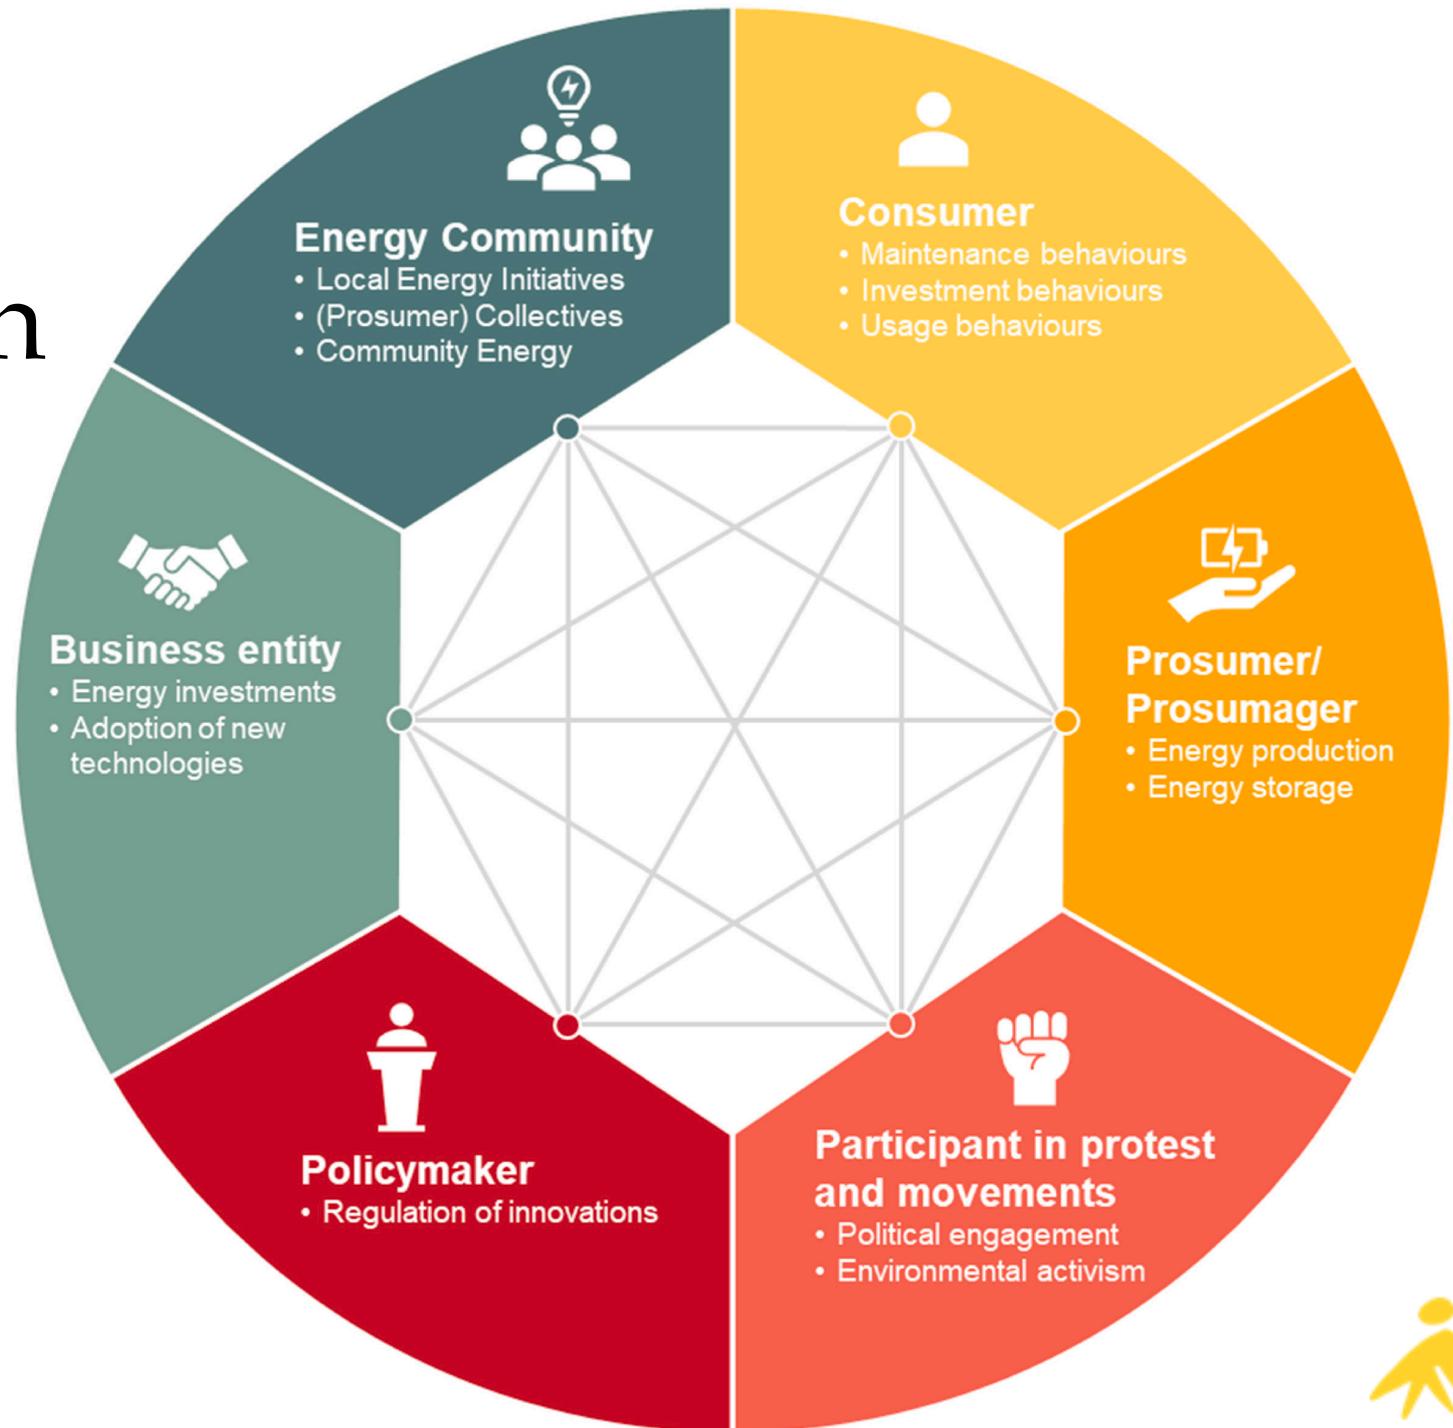 n
Energy Community
• Local Energy Initiatives
• (Prosumer) Collectives
• Community Energy
Consumer
• Maintenance behaviours
• Investment behaviours
• Usage behaviours
Business entity
• Energy investments
• Adoption of new
technologies
Prosumer/
Prosumager
• Energy production
• Energy storage
Policymaker
• Regulation of innovations
Participant in protest
and movements
• Political engagement
• Environmental activism